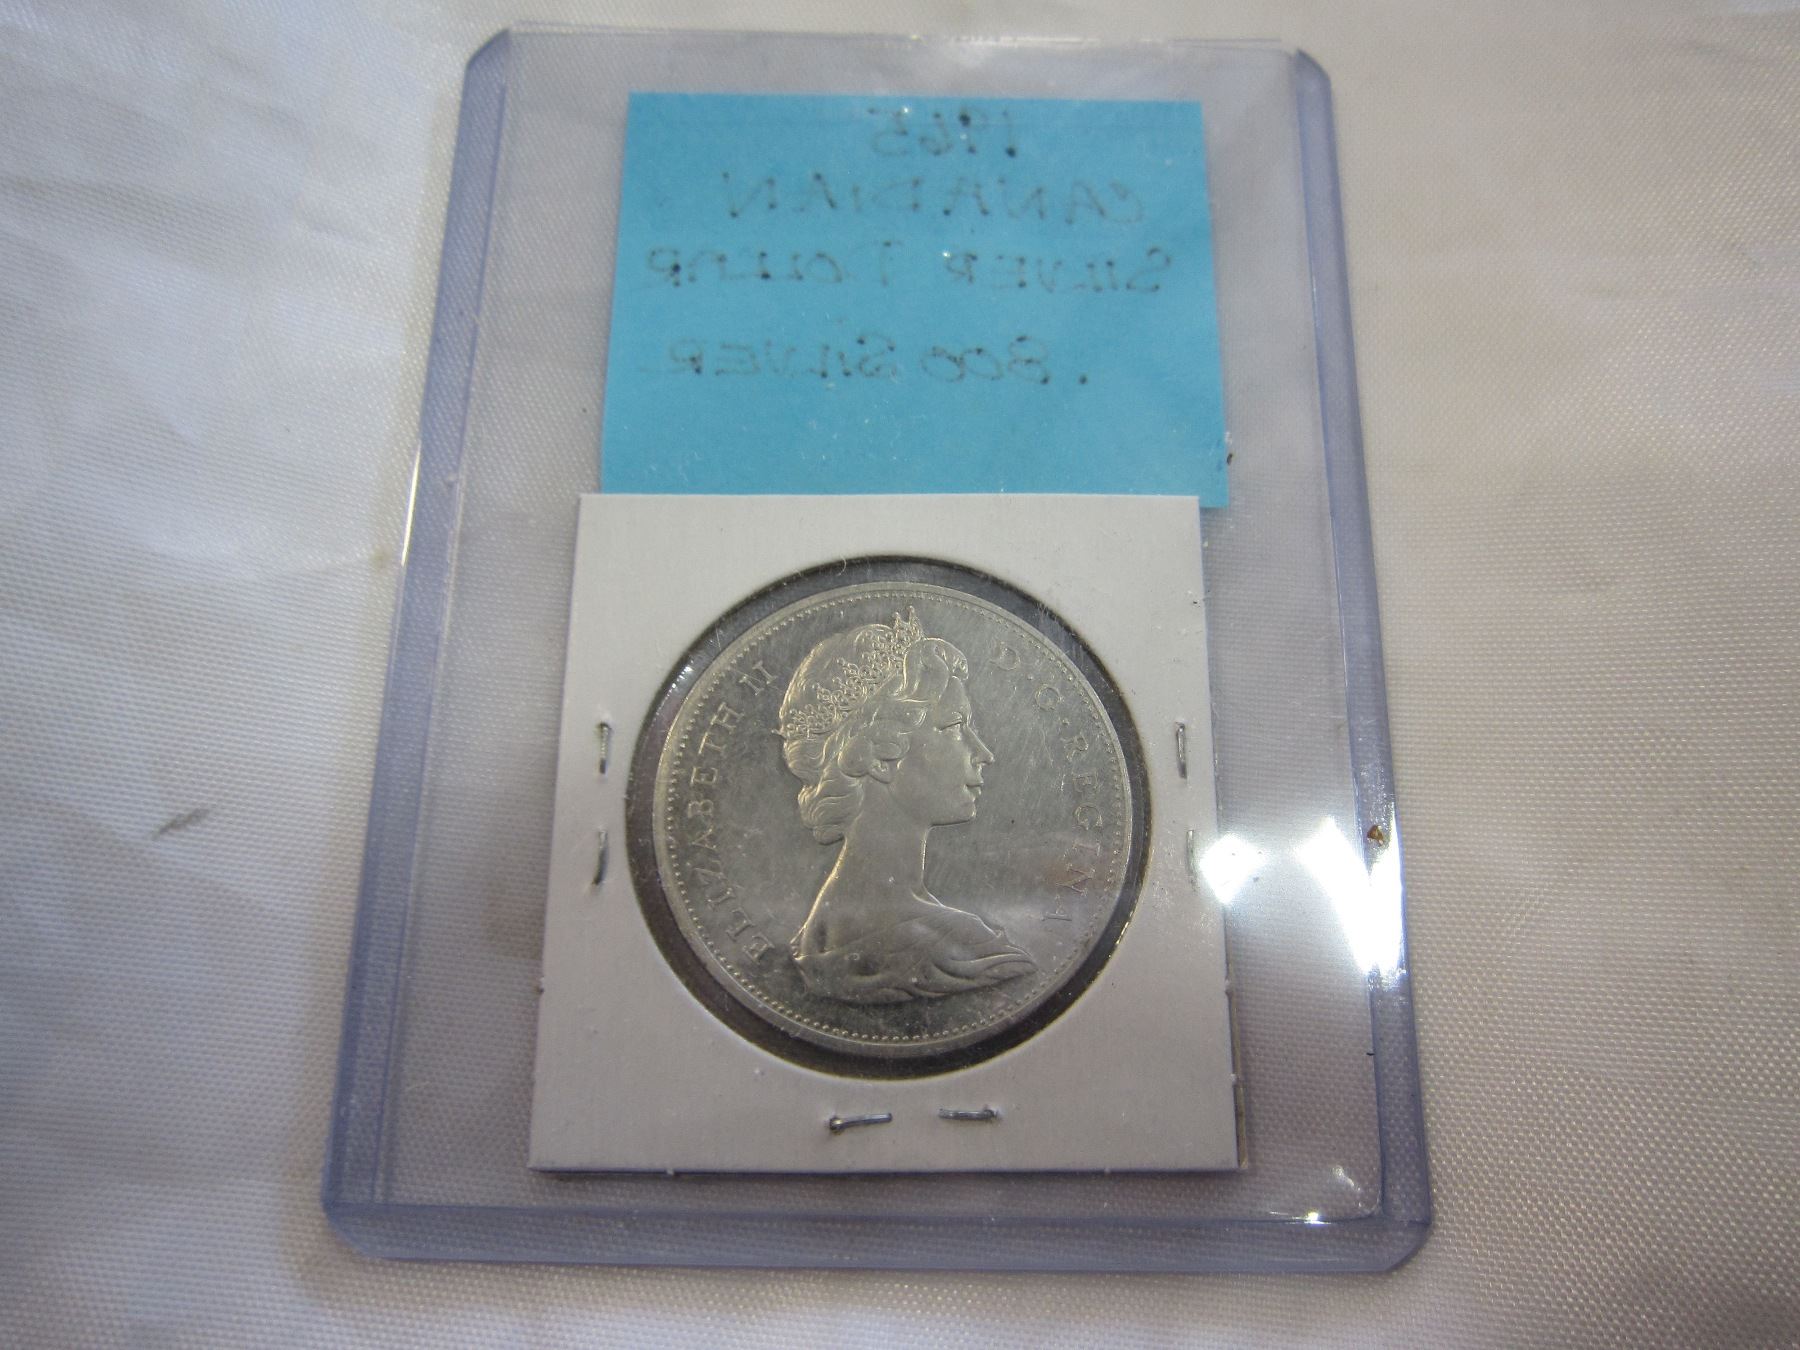 1965
CANADIAN
SILVER DOLLAR
.800 SILVER
ELIZABETH II D·G·REGINA